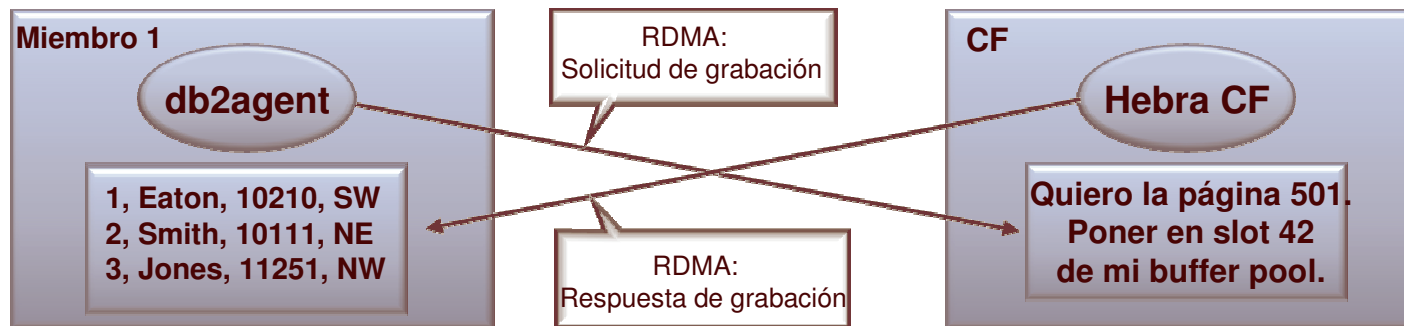 Miembro 1
db2agent
1, Eaton, 10210, SW
2, Smith, 10111, NE
3, Jones, 11251, NW
RDMA:
Solicitud de grabación
RDMA:
Respuesta de grabación
CF
Hebra CF
Quiero la página 501.
Poner en slot 42
de mi buffer pool.